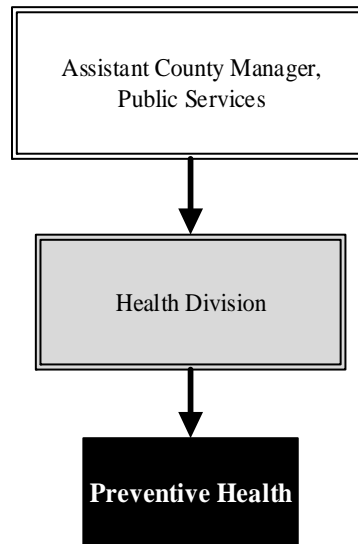 Assistant County Manager,
Public Services
Health Division
Preventive Health